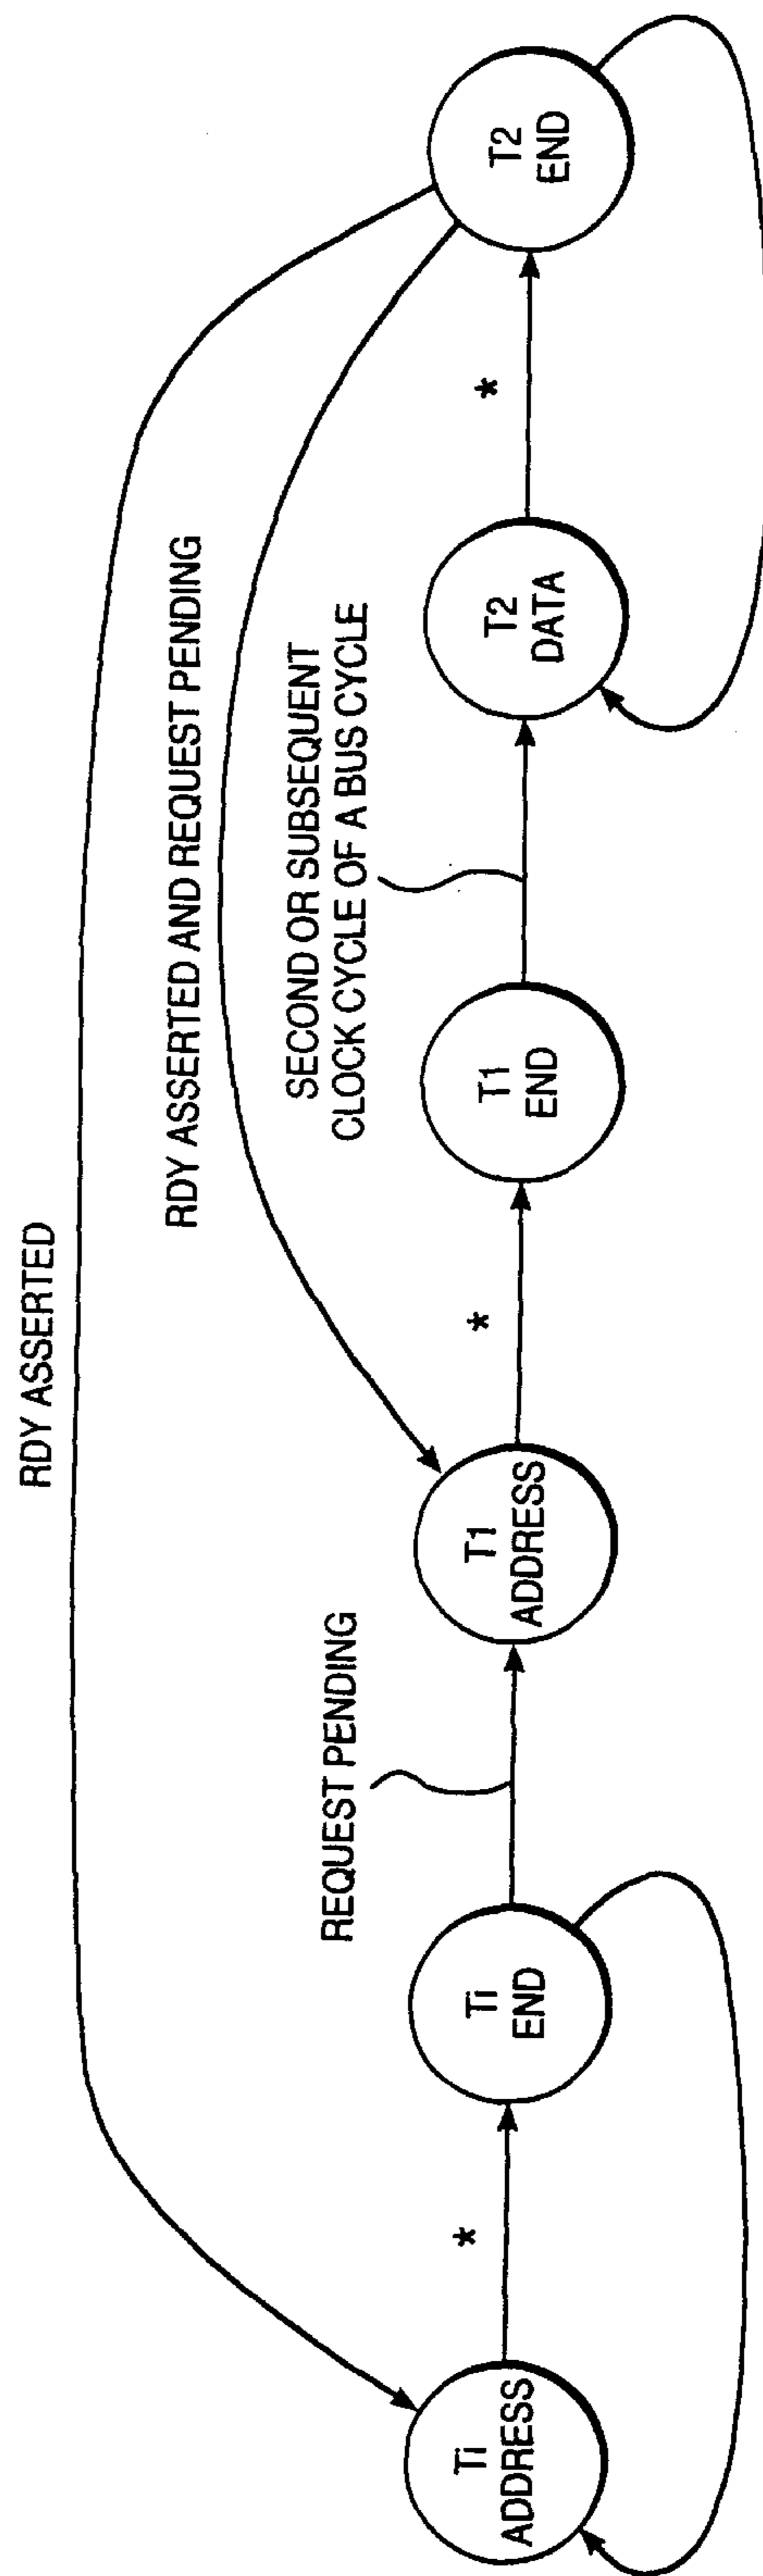 RDY ASSERTED
RDY ASSERTED AND REQUEST PENDING
SECOND OR SUBSEQUENT
CLOCK CYCLE OF A BUS CYCLE
REQUEST PENDING
Ti
ADDRESS
*
Ti
END
T1
ADDRESS
*
T1
END
T2
DATA
*
T2
END